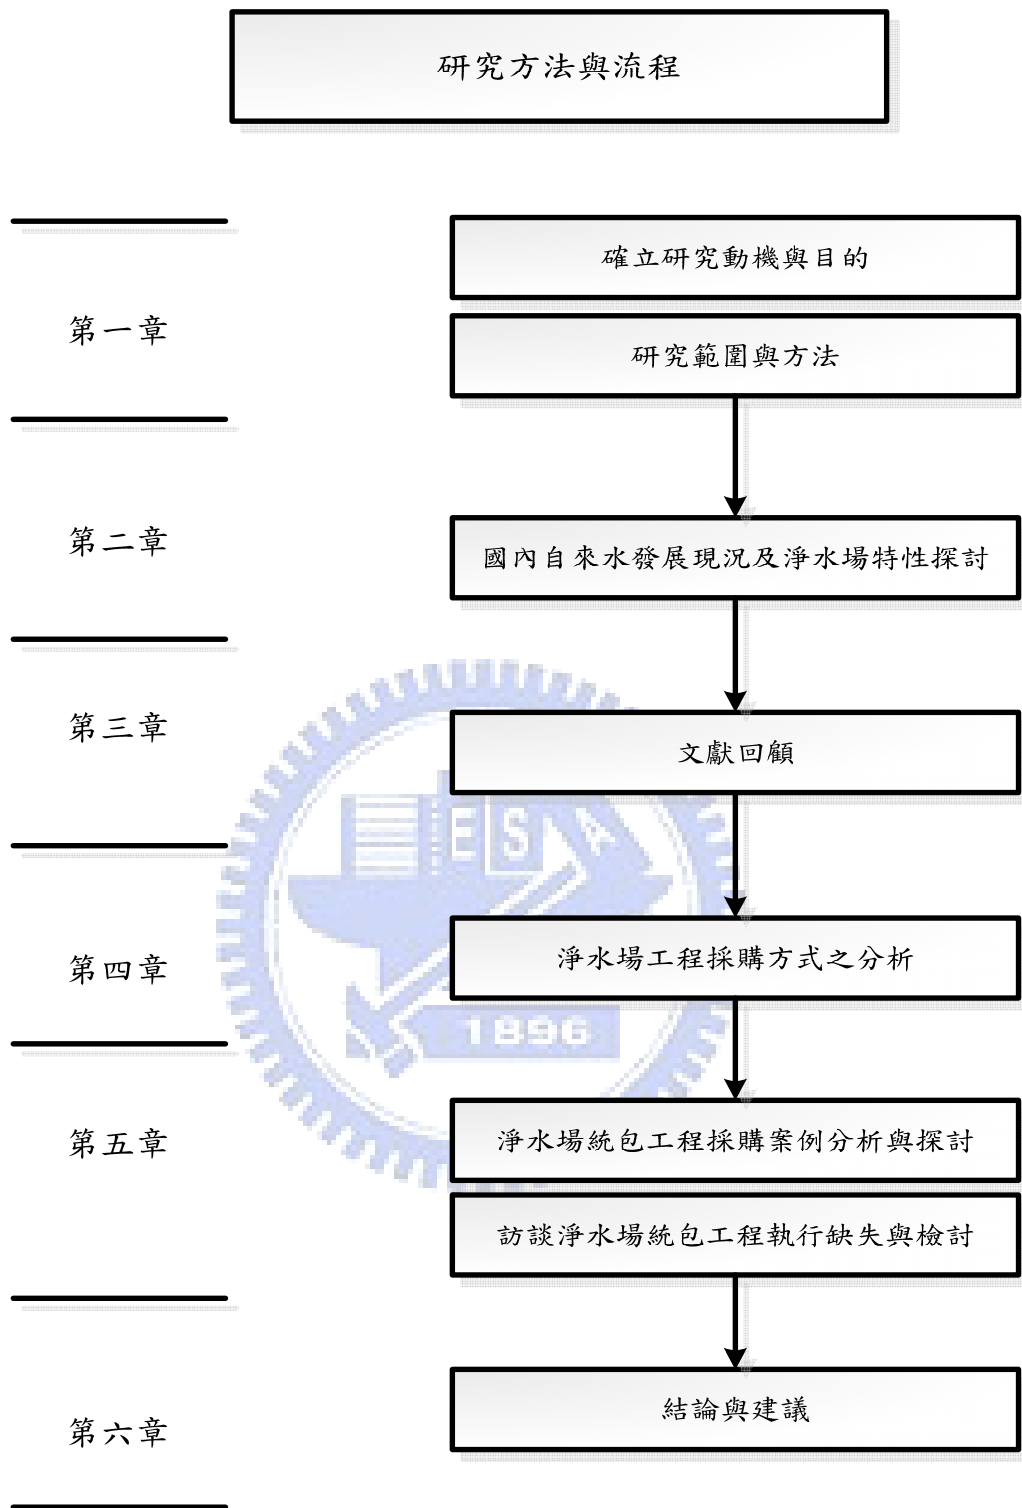 研究方法與流程
第一章
確立研究動機與目的
研究範圍與方法
第二章
國內自來水發展現況及淨水場特性探討
第三章
文獻回顧
ESA
第四章
淨水場工程採購方式之分析
1896
第五章
淨水場統包工程採購案例分析與探討
訪談淨水場統包工程執行缺失與檢討
第六章
結論與建議